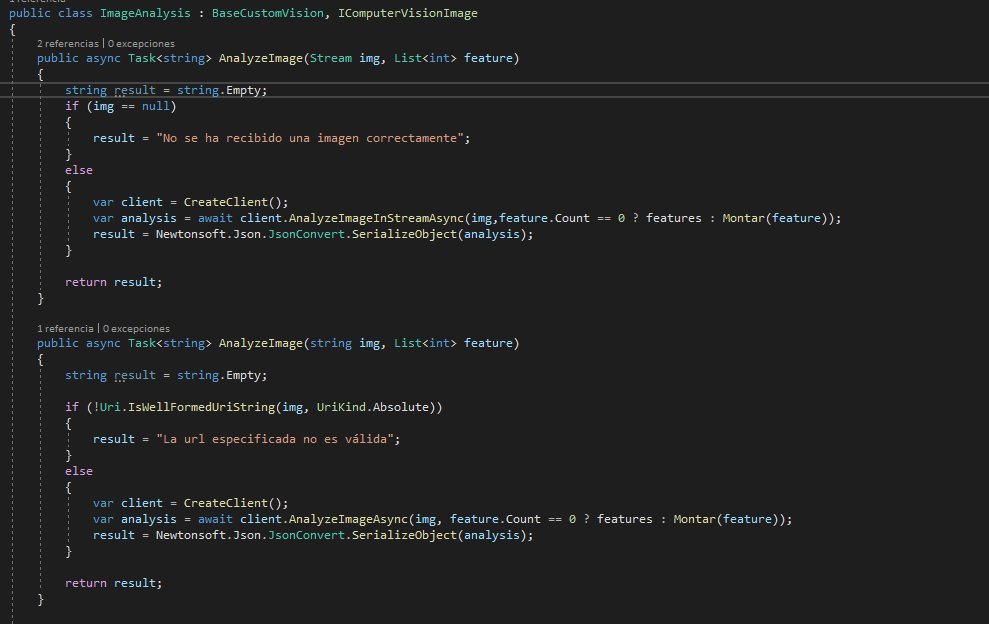 1 referencia
public class ImageAnalysis : BaseCustomVision, IComputerVisionImage
{
2 referencias | 0 excepciones
public async Task<string> AnalyzeImage(Stream img, List<int> feature)
{
string result = string.Empty;
if (img == null)
{
result = "No se ha recibido una imagen correctamente";
}
else
{
var client = CreateClient();
var analysis = await client.AnalyzeImageInStreamAsync(img,feature.Count == 0 ? features : Montar(feature));
result = Newtonsoft.Json.JsonConvert.SerializeObject(analysis);
}
return result;
}
1 referencia | 0 excepciones
public async Task<string> AnalyzeImage(string img, List<int> feature)
{
string result = string.Empty;
if (!Uri.IsWellFormedUriString(img, UriKind.Absolute))
{
result = "La url especificada no es válida";
}
else
{
var client = CreateClient();
var analysis = await client.AnalyzeImageAsync(img, feature.Count == 0 ? features : Montar(feature));
result = Newtonsoft.Json.JsonConvert.SerializeObject(analysis);
}
return result;
}